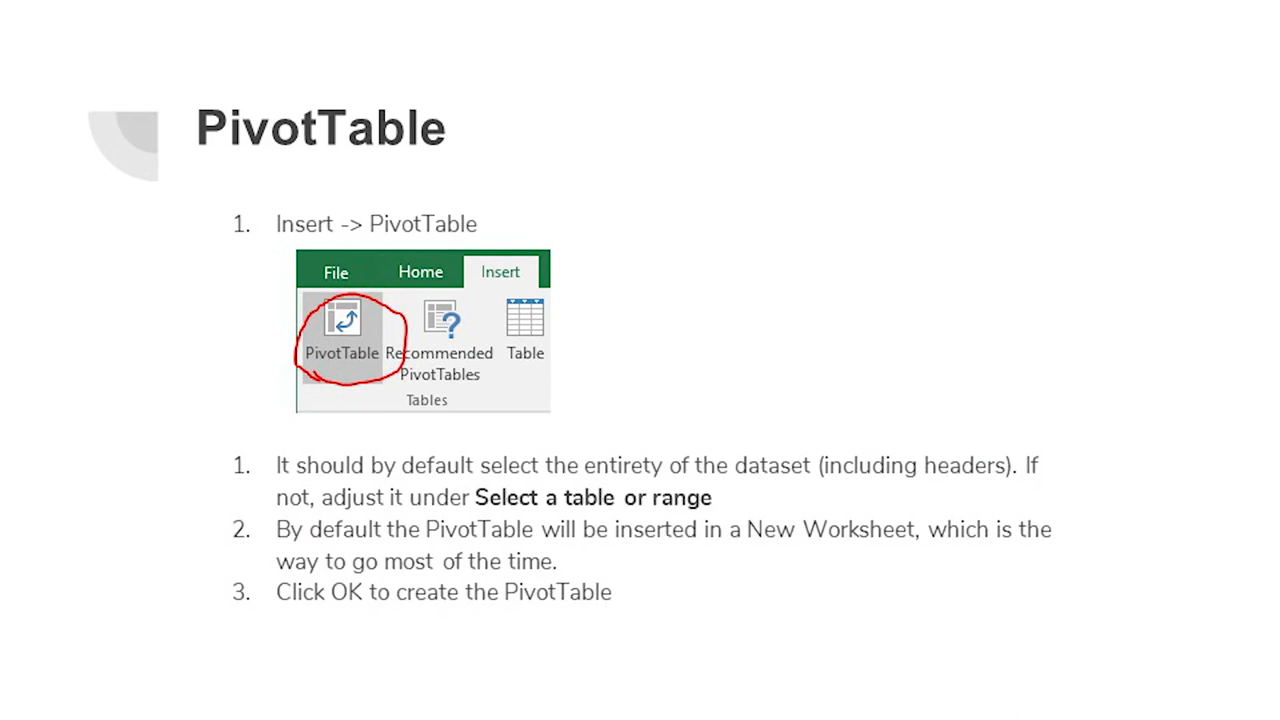 PivotTable
1. Insert -> PivotTable
File Home Insert
PivotTable Recommended PivotTables Table
Tables
1. It should by default select the entirety of the dataset (including headers). If
not, adjust it under Select a table or range
2. By default the PivotTable will be inserted in a New Worksheet, which is the
way to go most of the time.
3. Click OK to create the PivotTable